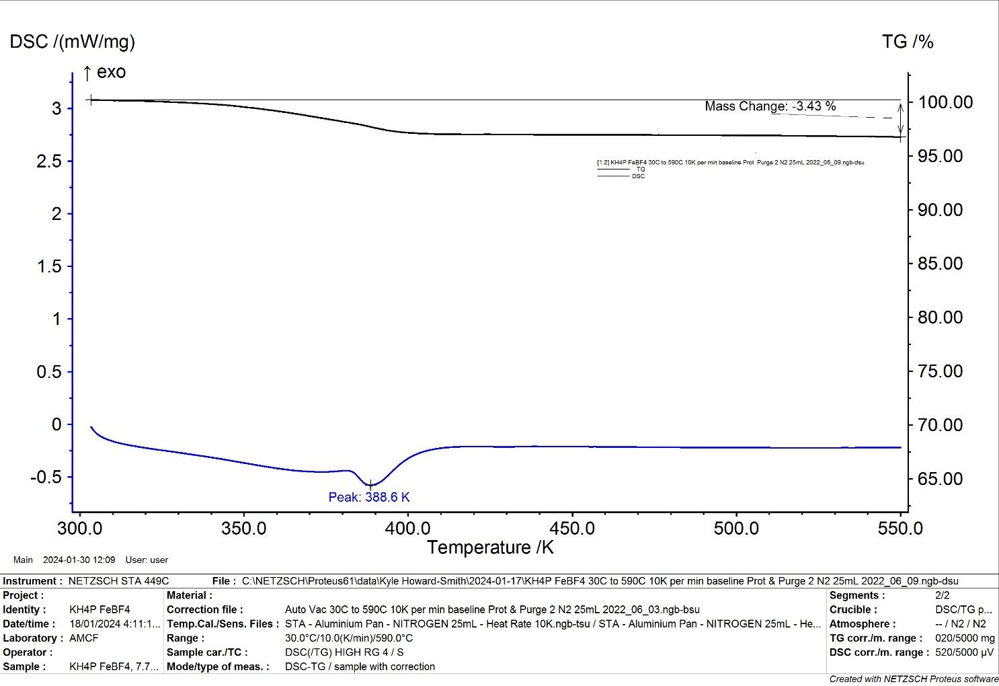 DSC /(mW/mg)
TG /%
↑ exo
3
2.5
2
1.5
1
0.5
0
-0.5
100.00
95.00
90.00
85.00
80.00
75.00
70.00
65.00
Mass Change: -3.43 %
[1.2] KH4P FeBF4 30C to 590C 10K per min baseline Prot Purge 2 N2 25mL 2022_06_09.ngb-dsu
TG
DSC
Peak: 388.6 K
300.0 350.0 400.0 450.0 500.0 550.0
Temperature /K
Main 2024-01-30 12:09 User: user
Instrument : NETZSCH STA 449C File : C:\NETZSCH\Proteus61\data\Kyle Howard-Smith\2024-01-17\KH4P FeBF4 30C to 590C 10K per min baseline Prot & Purge 2 N2 25mL 2022_06_09.ngb-dsu
Project : Material : Segments : 2/2
Identity : KH4P FeBF4 Correction file : Auto Vac 30C to 590C 10K per min baseline Prot & Purge 2 N2 25mL 2022_06_03.ngb-bsu Crucible : DSC/TG p...
Date/time : 18/01/2024 4:11:1... Temp.Cal./Sens. Files : STA - Aluminium Pan - NITROGEN 25mL - Heat Rate 10K.ngb-tsu / STA - Aluminium Pan - NITROGEN 25mL - He... Atmosphere : -- / N2 / N2
Laboratory : AMCF Range : 30.0°C/10.0(K/min)/590.0°C TG corr./m. range : 020/5000 mg
Operator : Sample car./TC : DSC(/TG) HIGH RG 4 / S DSC corr./m. range : 520/5000 µV
Sample : KH4P FeBF4, 7.7... Mode/type of meas. : DSC-TG / sample with correction
Created with NETZSCH Proteus software